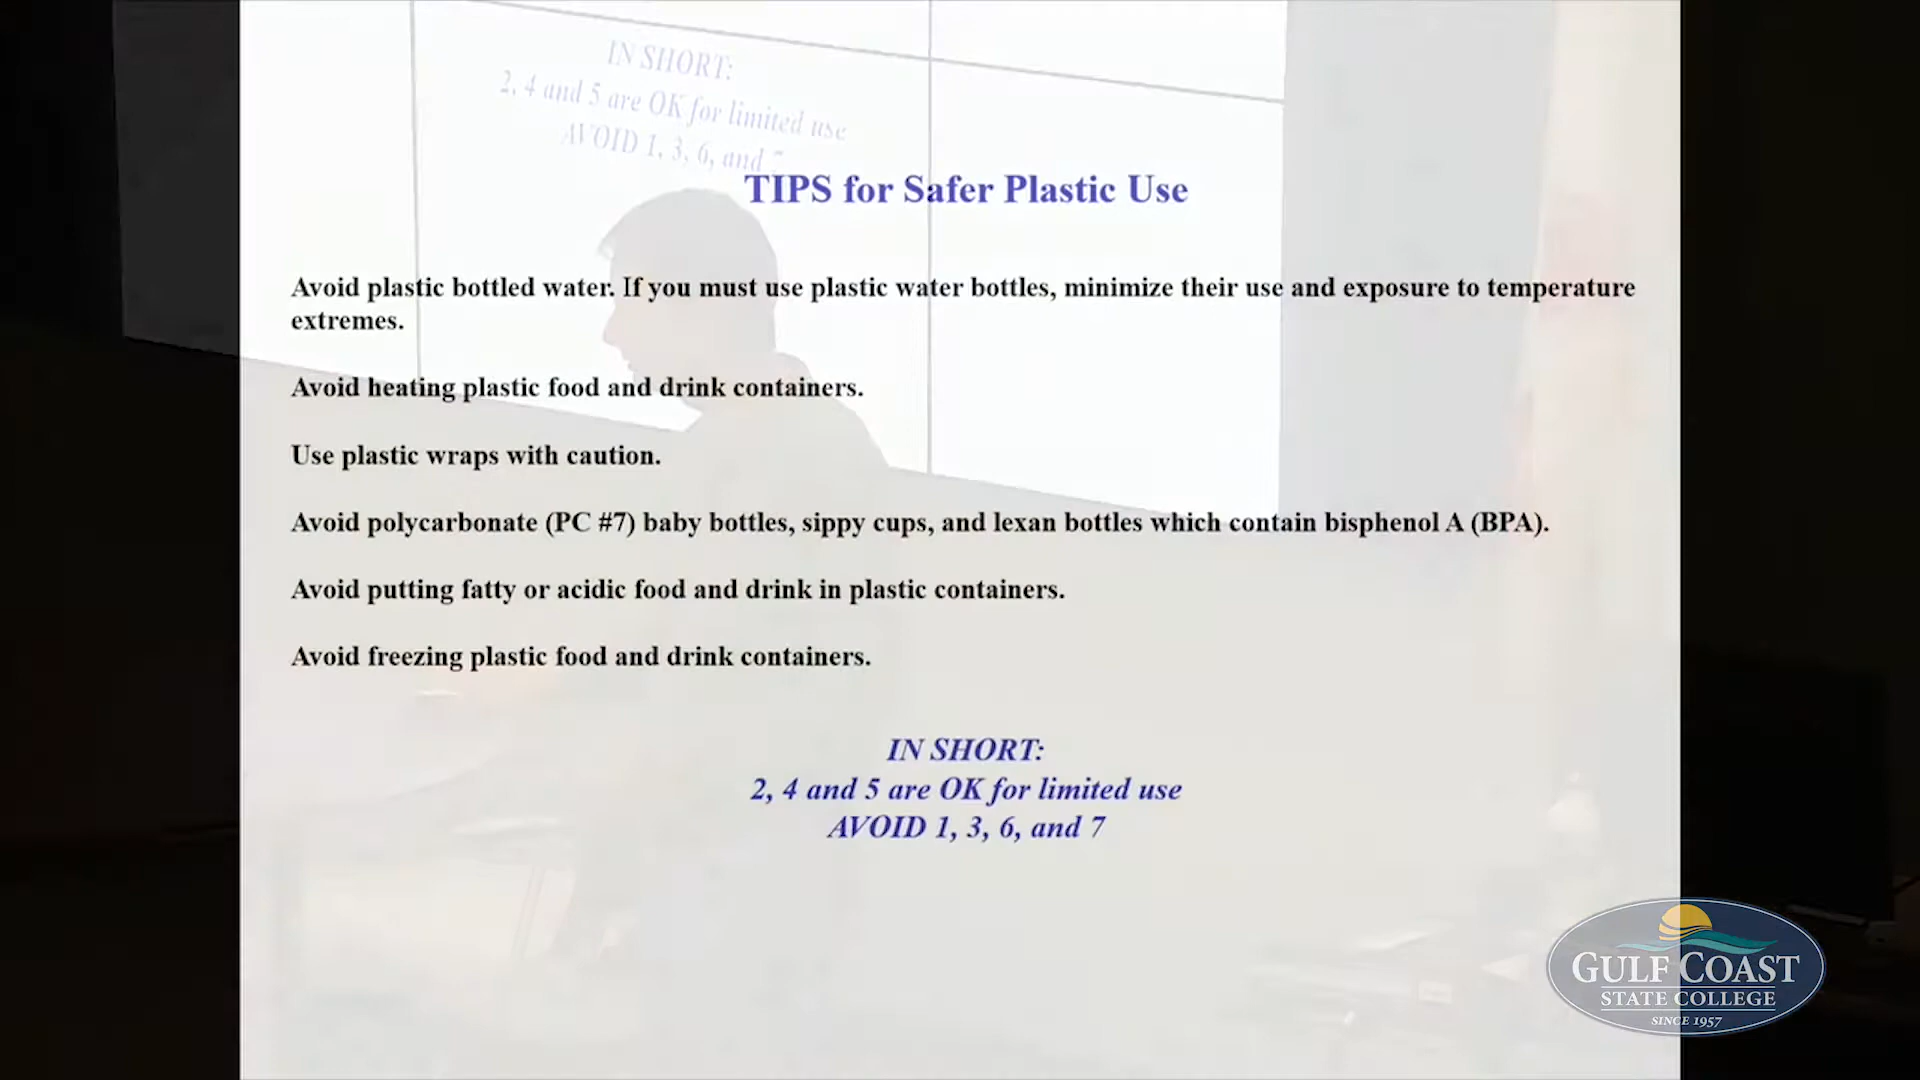 IN SHORT:
2, 4 and 5 are OK for limited use
AVOID 1, 3, 6, and
TIPS for Safer Plastic Use
Avoid plastic bottled water. If you must use plastic water bottles, minimize their use and exposure to temperature
extremes.
Avoid heating plastic food and drink containers.
Use plastic wraps with caution.
Avoid polycarbonate (PC #7) baby bottles, sippy cups, and lexan bottles which contain bisphenol A (BPA).
Avoid putting fatty or acidic food and drink in plastic containers.
Avoid freezing plastic food and drink containers.
IN SHORT:
2, 4 and 5 are OK for limited use
AVOID 1, 3, 6, and 7
GULF COAST
STATE COLLEGE
SINCE 1957